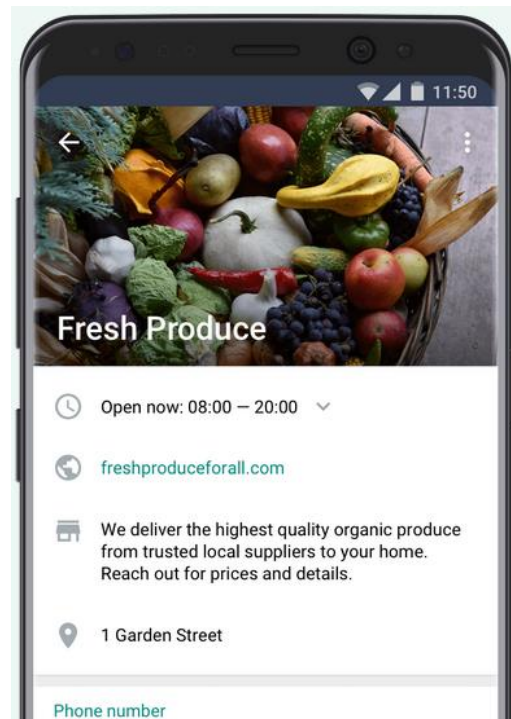 11:50
Fresh Produce
Open now: 08:00 — 20:00
freshproduceforall.com
We deliver the highest quality organic produce
from trusted local suppliers to your home.
Reach out for prices and details.
1 Garden Street
Phone number